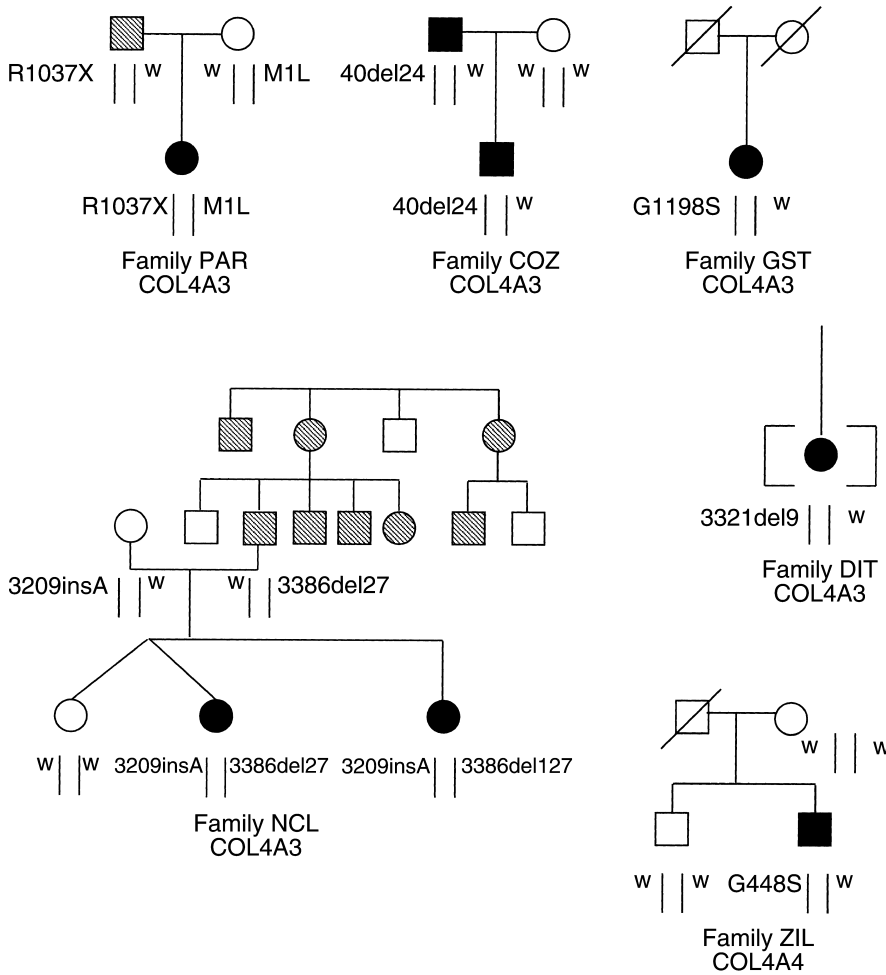 R1037X w w M1L
R1037X M1L
Family PAR
COL4A3
40del24 w w w
40del24 w
Family COZ
COL4A3
G1198S w
Family GST
COL4A3
3209insA w w 3386del27
w w 3209insA 3386del27 3209insA 3386del127
Family NCL
COL4A3
3321del9 w
Family DIT
COL4A3
w w
w w G448S w
Family ZIL
COL4A4